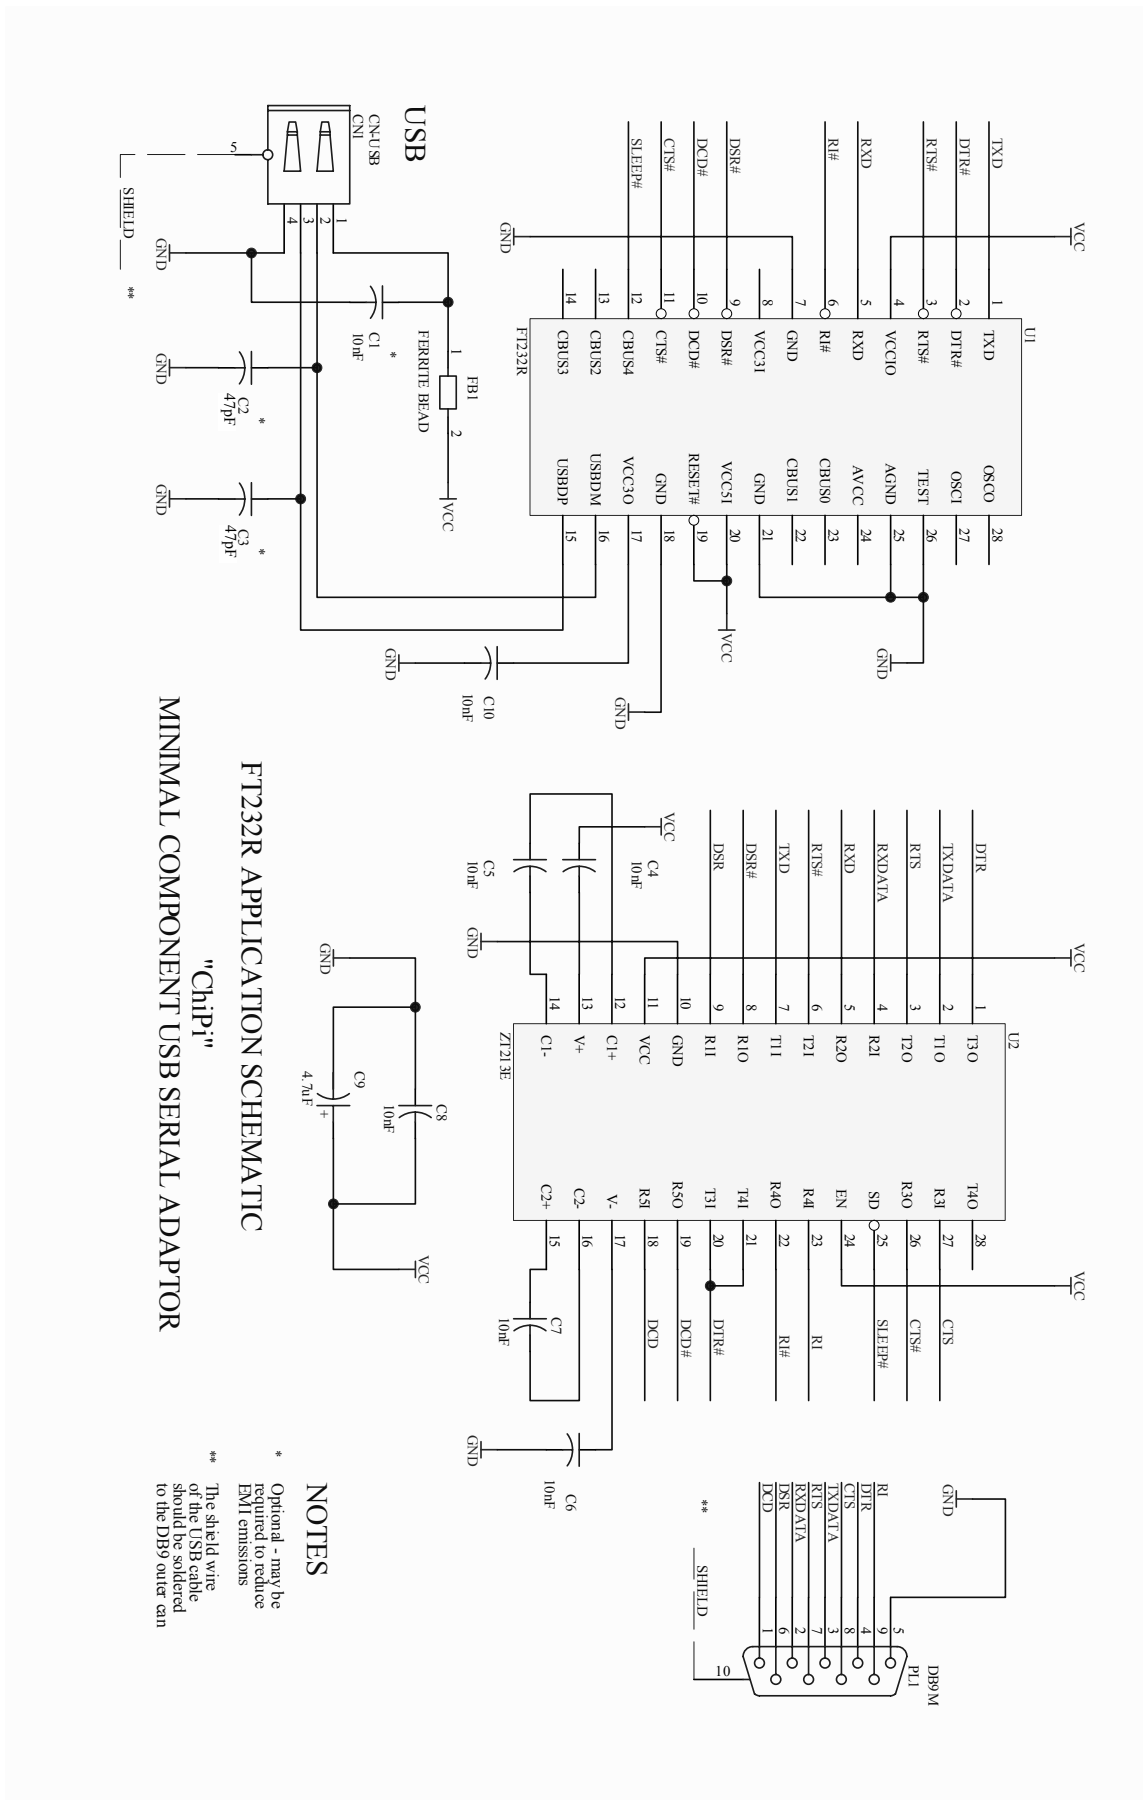 USB
CN-USB
CN1
5
SHIELD
**
1
2
3
4
GND
C1
10nF
*
1
FB1
FERRITE BEAD
2
VCC
GND
C2
47pF
*
GND
C3
47pF
*
TXD
DTR#
RTS#
RXD
RI#
DSR#
DCD#
CTS#
SLEEP#
VCC
GND
U1
FT232R
1 TXD
2 DTR#
3 RTS#
4 VCCIO
5 RXD
6 RI#
7 GND
8 VCC3I
9 DSR#
10 DCD#
11 CTS#
12 CBUS4
13 CBUS2
14 CBUS3
OSCO 28
OSCI 27
TEST 26
AGND 25
AVCC 24
CBUS0 23
CBUS1 22
GND 21
VCC5I 20
RESET# 19
GND 18
VCC3O 17
USBDM 16
USBDP 15
GND
VCC
GND
C10
10nF
GND
DTR
TXDATA
RTS
RXDATA
RXD
RTS#
TXD
DSR#
DSR
VCC
GND
VCC
C4
10nF
C5
10nF
U2
ZT213E
1 T3O
2 T1O
3 T2O
4 R2I
5 R2O
6 T2I
7 T1I
8 R1O
9 R1I
10 GND
11 VCC
12 C1+
13 V+
14 C1-
T4O 28
R3I 27
R3O 26
SD 25
EN 24
R4I 23
R4O 22
T4I 21
T3I 20
R5O 19
R5I 18
V- 17
C2- 16
C2+ 15
VCC
CTS
CTS#
SLEEP#
RI
RI#
DTR#
DCD#
DCD
C7
10nF
C6
10nF
GND
GND
C8
10nF
C9
4.7uF
+
VCC
GND
RI
DTR
CTS
TXDATA
RTS
RXDATA
DSR
DCD
5
9
4
8
3
7
2
6
1
DB9M
PL1
10
SHIELD
**
FT232R APPLICATION SCHEMATIC
"ChiPi"
MINIMAL COMPONENT USB SERIAL ADAPTOR
NOTES
* Optional - may be
required to reduce
EMI emissions
** The shield wire
of the USB cable
should be soldered
to the DB9 outer can